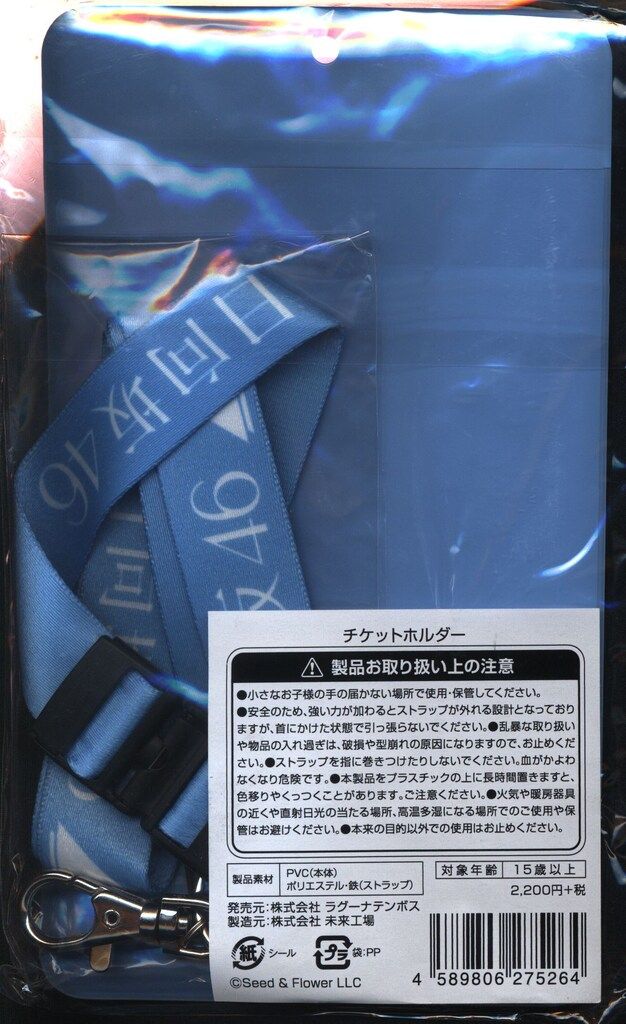 日向坂46
坂46
日向
チケットホルダー
⚠ 製品お取り扱い上の注意
●小さなお子様の手の届かない場所で使用・保管してください。
●安全のため、強い力が加わるとストラップが外れる設計となっており
ますが、首にかけた状態で引っ張らないでください。●乱暴な取り扱い
や物品の入れ過ぎは、破損や型崩れの原因になりますので、お止めくだ
さい。●ストラップを指に巻きつけたりしないでください。血がかよわ
なくなり危険です。●本製品をプラスチックの上に長時間置きますと、
色移りやくっつくことがあります。ご注意ください。●火気や暖房器具
の近くや直射日光の当たる場所、高温多湿になる場所でのご使用や保
管はお避けください。●本来の目的以外での使用はお止めください。
製品素材 PVC(本体)
ポリエステル・鉄(ストラップ)
対象年齢 15歳以上
2,200円+税
発売元:株式会社 ラグーナテンボス
製造元:株式会社 未来工場
紙 シール プラ 袋:PP
©Seed & Flower LLC
4 589806 275264